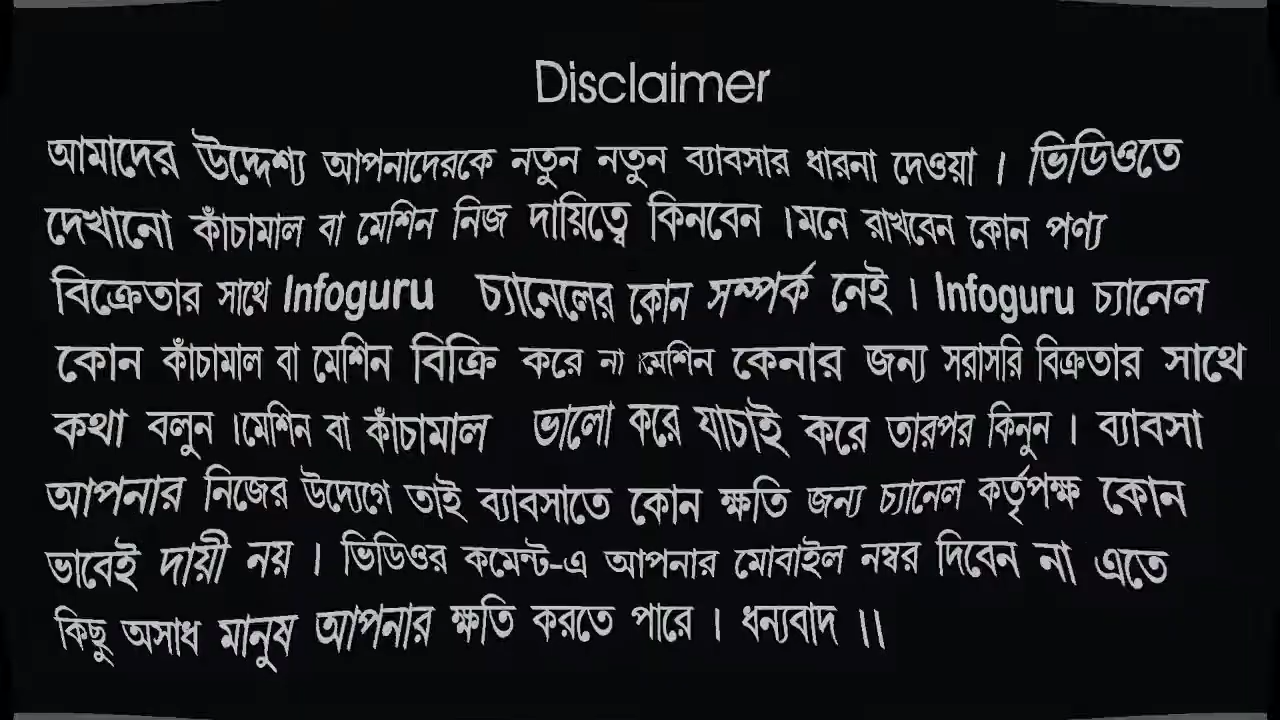 Disclaimer
আমাদের উদ্দেশ্য আপনাদেরকে নতুন নতুন ব্যাবসার ধারনা দেওয়া । ভিডিওতে
দেখানো কাঁচামাল বা মেশিন নিজ দায়িত্বে কিনবেন ।মনে রাখবেন কোন পণ্য
বিক্রেতার সাথে Infoguru চ্যানেলের কোন সম্পর্ক নেই । Infoguru চ্যানেল
কোন কাঁচামাল বা মেশিন বিক্রি করে না মেশিন কেনার জন্য সরাসরি বিক্রতার সাথে
কথা বলুন ।মেশিন বা কাঁচামাল ভালো করে যাচাই করে তারপর কিনুন । ব্যাবসা
আপনার নিজের উদ্যেগে তাই ব্যাবসাতে কোন ক্ষতি জন্য চ্যানেল কর্তৃপক্ষ কোন
ভাবেই দায়ী নয় । ভিডিওর কমেন্ট-এ আপনার মোবাইল নম্বর দিবেন না এতে
কিছু অসাধ মানুষ আপনার ক্ষতি করতে পারে । ধন্যবাদ ।।